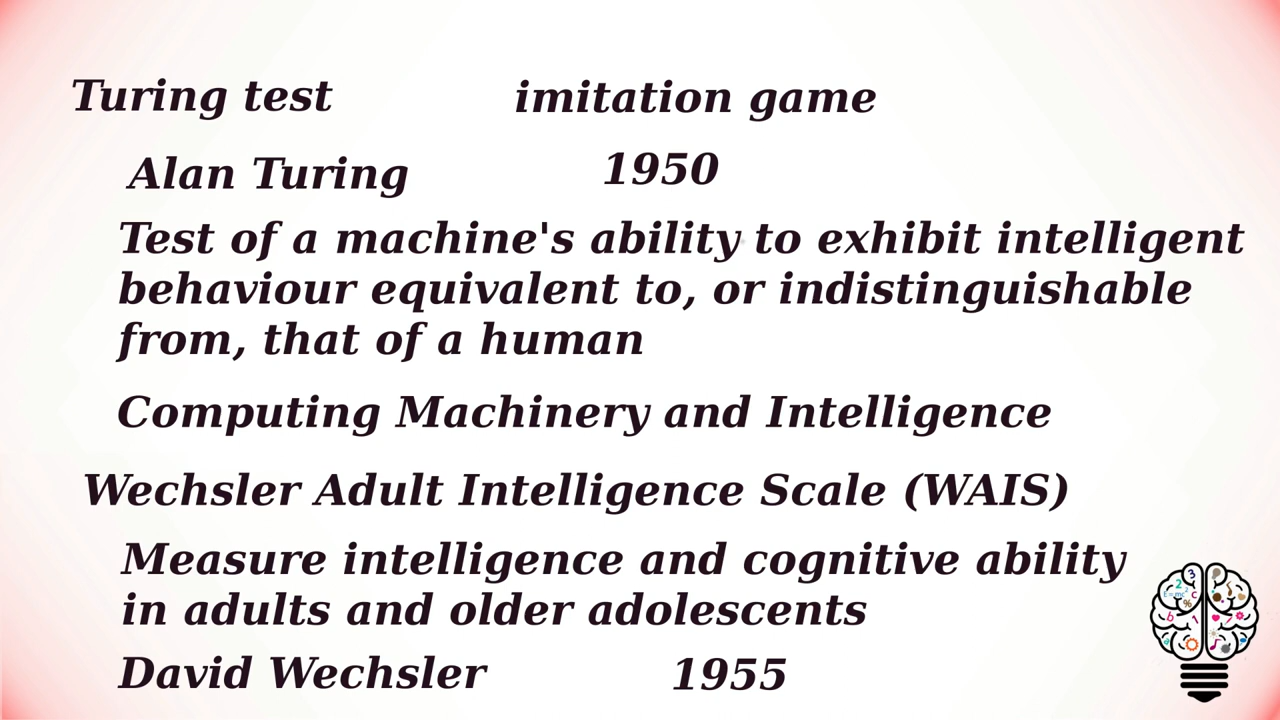 Turing test imitation game
Alan Turing 1950
Test of a machine's ability to exhibit intelligent
behaviour equivalent to, or indistinguishable
from, that of a human
Computing Machinery and Intelligence
Wechsler Adult Intelligence Scale (WAIS)
Measure intelligence and cognitive ability
in adults and older adolescents
David Wechsler 1955